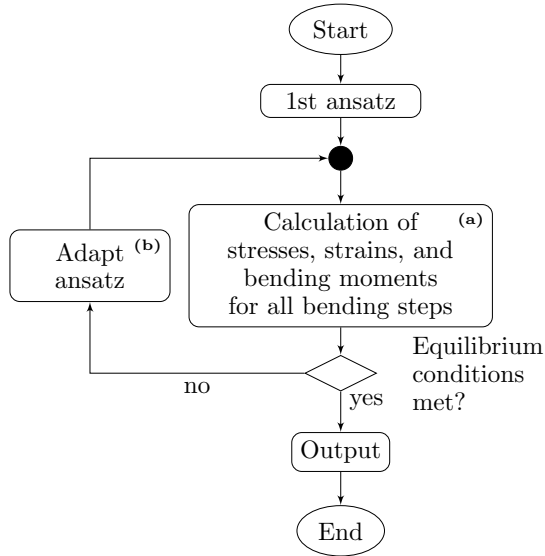 Start
1st ansatz
Calculation of (a)
stresses, strains, and
bending moments
for all bending steps
Adapt (b)
ansatz
Equilibrium
conditions
met?
no
yes
Output
End